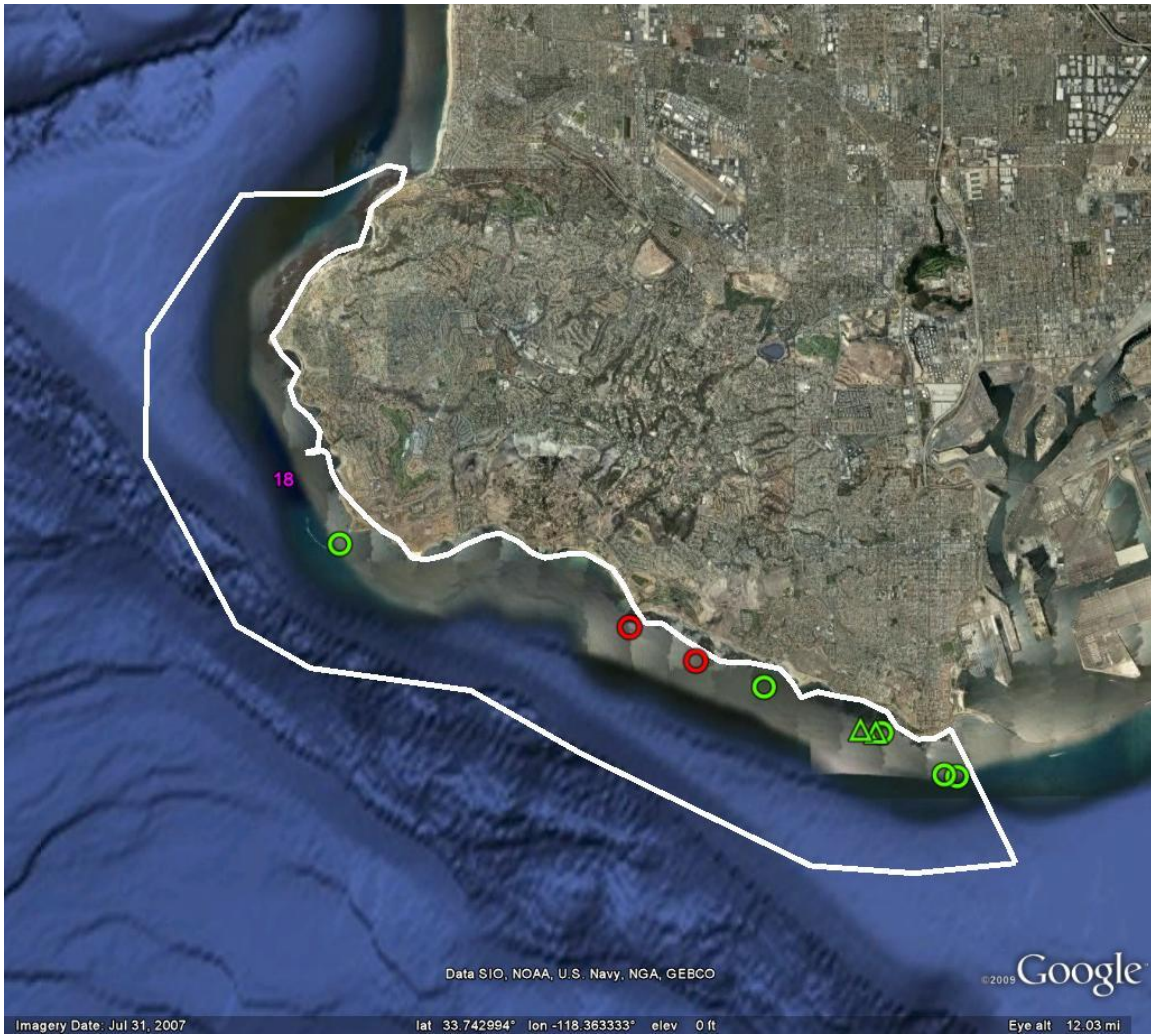 18
Data SIO, NOAA, U.S. Navy, NGA, GEBCO
©2009 Google
Imagery Date: Jul 31, 2007 lat 33.742994° lon -118.363333° elev 0 ft Eye alt 12.03 mi